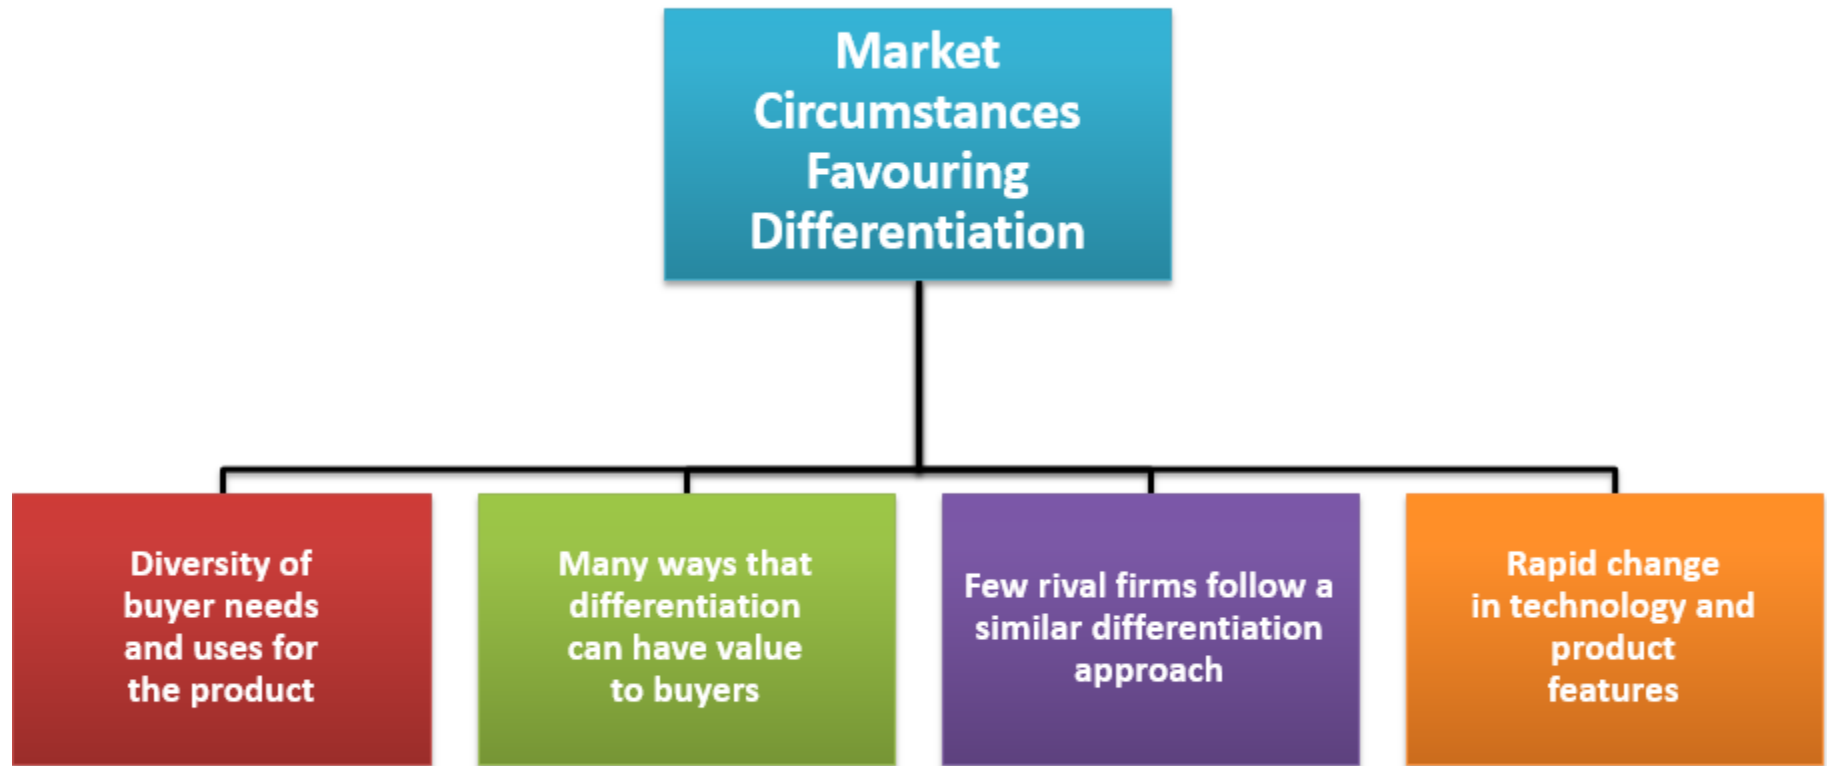 Market
Circumstances
Favouring
Differentiation
Diversity of
buyer needs
and uses for
the product
Many ways that
differentiation
can have value
to buyers
Few rival firms follow a
similar differentiation
approach
Rapid change
in technology and
product
features